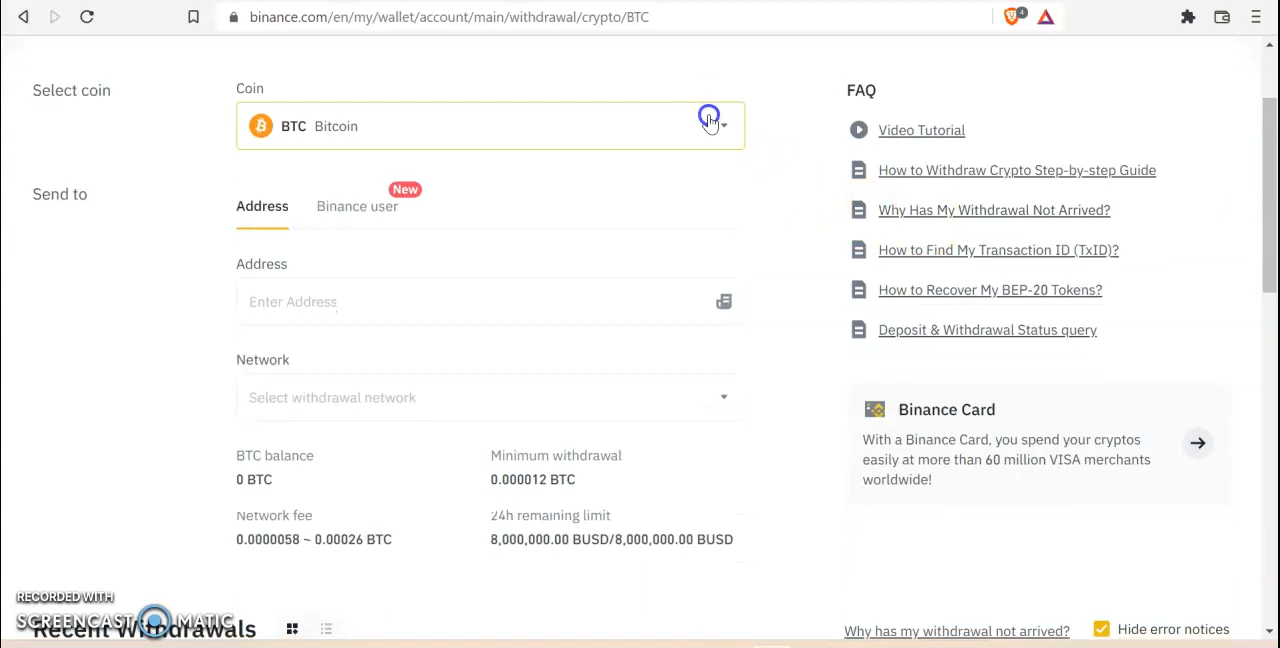 binance.com/en/my/wallet/account/main/withdrawal/crypto/BTC
4
Select coin
Coin
BTC Bitcoin
Send to
New
Address
Binance user
Address
Enter Address
Network
Select withdrawal network
BTC balance
0 BTC
Minimum withdrawal
0.000012 BTC
Network fee
0.0000058 ~ 0.00026 BTC
24h remaining limit
8,000,000.00 BUSD/8,000,000.00 BUSD
FAQ
Video Tutorial
How to Withdraw Crypto Step-by-step Guide
Why Has My Withdrawal Not Arrived?
How to Find My Transaction ID (TxID)?
How to Recover My BEP-20 Tokens?
Deposit & Withdrawal Status query
Binance Card
With a Binance Card, you spend your cryptos
easily at more than 60 million VISA merchants
worldwide!
RECORDED WITH
SCREENCAST MATIC
Recent Withdrawals
Why has my withdrawal not arrived?
Hide error notices